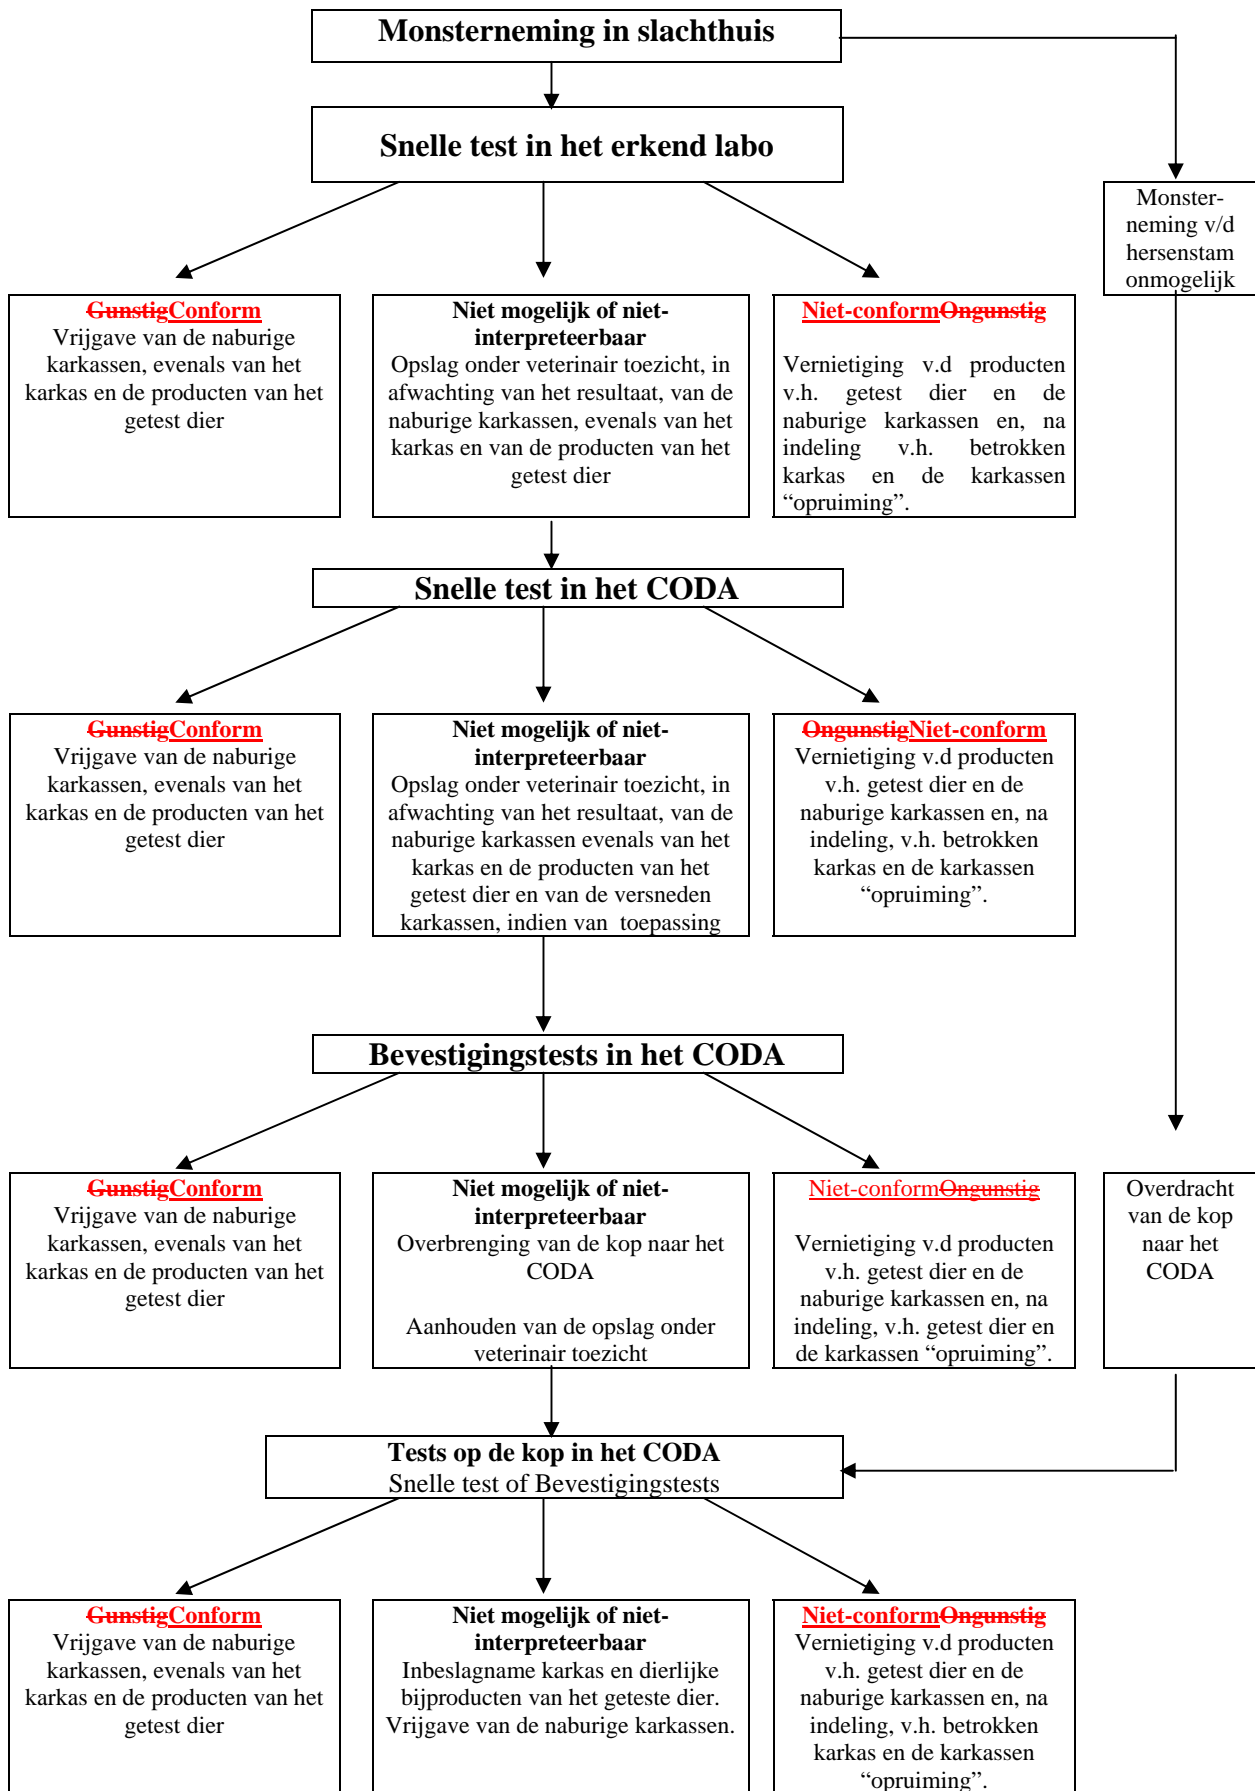 Monsterneming in slachthuis
Snelle test in het erkend labo
Monster-
neming v/d
hersenstam
onmogelijk
GunstigConform
Vrijgave van de naburige
karkassen, evenals van het
karkas en de producten van het
getest dier
Niet mogelijk of niet-
interpreteerbaar
Opslag onder veterinair toezicht, in
afwachting van het resultaat, van de
naburige karkassen, evenals van het
karkas en van de producten van het
getest dier
Niet-conformOngunstig
Vernietiging v.d producten
v.h. getest dier en de
naburige karkassen en, na
indeling v.h. betrokken
karkas en de karkassen
“opruiming”.
Snelle test in het CODA
GunstigConform
Vrijgave van de naburige
karkassen, evenals van het
karkas en de producten van het
getest dier
Niet mogelijk of niet-
interpreteerbaar
Opslag onder veterinair toezicht, in
afwachting van het resultaat, van de
naburige karkassen evenals van het
karkas en de producten van het
getest dier en van de versneden
karkassen, indien van toepassing
OngunstigNiet-conform
Vernietiging v.d producten
v.h. getest dier en de
naburige karkassen en, na
indeling, v.h. betrokken
karkas en de karkassen
“opruiming”.
Bevestigingstests in het CODA
GunstigConform
Vrijgave van de naburige
karkassen, evenals van het
karkas en de producten van het
getest dier
Niet mogelijk of niet-
interpreteerbaar
Overbrenging van de kop naar het
CODA
Aanhouden van de opslag onder
veterinair toezicht
Niet-conformOngunstig
Vernietiging v.d producten
v.h. getest dier en de
naburige karkassen en, na
indeling, v.h. getest dier en
de karkassen “opruiming”.
Overdracht
van de kop
naar het
CODA
Tests op de kop in het CODA
Snelle test of Bevestigingstests
GunstigConform
Vrijgave van de naburige
karkassen, evenals van het
karkas en de producten van het
getest dier
Niet mogelijk of niet-
interpreteerbaar
Inbeslagname karkas en dierlijke
bijproducten van het geteste dier.
Vrijgave van de naburige karkassen.
Niet-conformOngunstig
Vernietiging v.d producten
v.h. getest dier en de
naburige karkassen en, na
indeling, v.h. betrokken
karkas en de karkassen
“opruiming”.